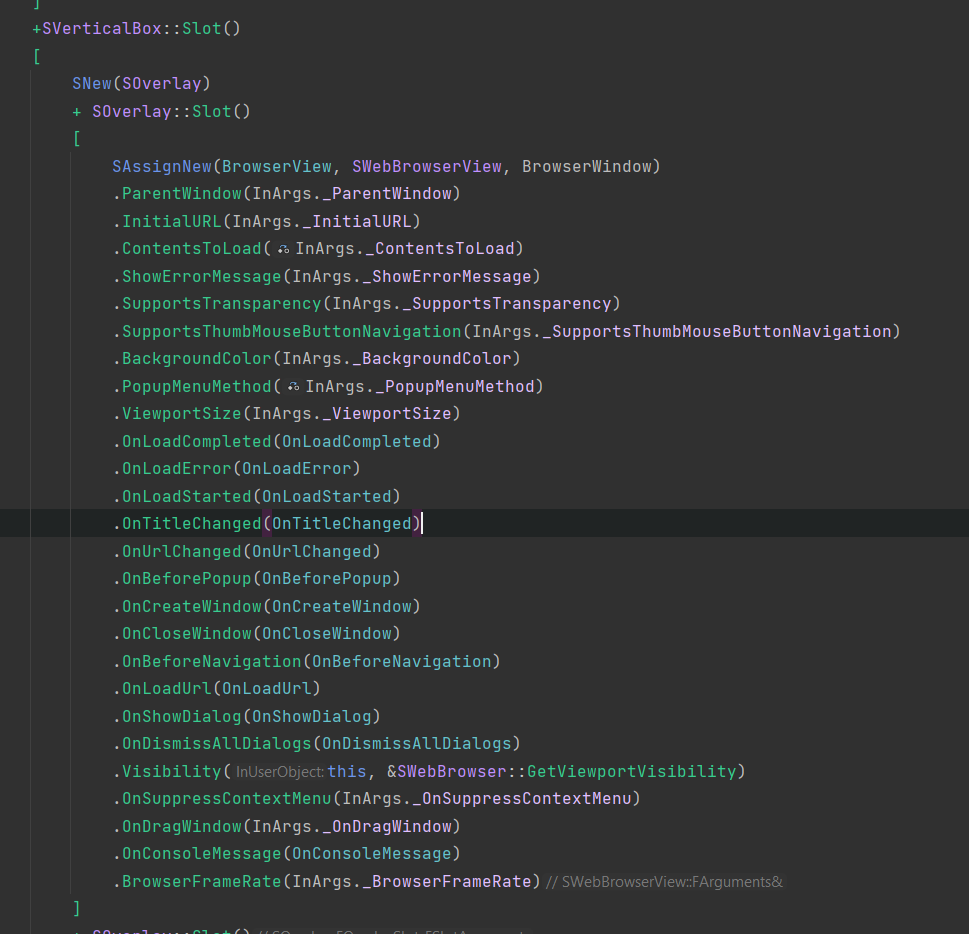 ]
+SVerticalBox::Slot()
[
SNew(SOverlay)
+ SOverlay::Slot()
[
SAssignNew(BrowserView, SWebBrowserView, BrowserWindow)
.ParentWindow(InArgs._ParentWindow)
.InitialURL(InArgs._InitialURL)
.ContentsToLoad(InArgs._ContentsToLoad)
.ShowErrorMessage(InArgs._ShowErrorMessage)
.SupportsTransparency(InArgs._SupportsTransparency)
.SupportsThumbMouseButtonNavigation(InArgs._SupportsThumbMouseButtonNavigation)
.BackgroundColor(InArgs._BackgroundColor)
.PopupMenuMethod(InArgs._PopupMenuMethod)
.ViewportSize(InArgs._ViewportSize)
.OnLoadCompleted(OnLoadCompleted)
.OnLoadError(OnLoadError)
.OnLoadStarted(OnLoadStarted)
.OnTitleChanged(OnTitleChanged)
.OnUrlChanged(OnUrlChanged)
.OnBeforePopup(OnBeforePopup)
.OnCreateWindow(OnCreateWindow)
.OnCloseWindow(OnCloseWindow)
.OnBeforeNavigation(OnBeforeNavigation)
.OnLoadUrl(OnLoadUrl)
.OnShowDialog(OnShowDialog)
.OnDismissAllDialogs(OnDismissAllDialogs)
.Visibility( InUserObject: this, &SWebBrowser::GetViewportVisibility)
.OnSuppressContextMenu(InArgs._OnSuppressContextMenu)
.OnDragWindow(InArgs._OnDragWindow)
.OnConsoleMessage(OnConsoleMessage)
.BrowserFrameRate(InArgs._BrowserFrameRate) // SWebBrowserView::FArguments&
]
+ SOverlay::Slot()